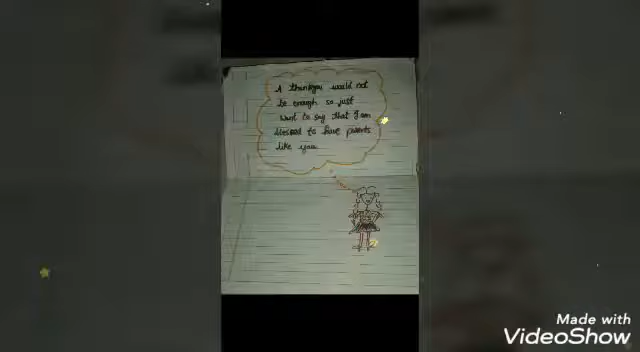 A thankyou would not
be enough so just
want to say that I am
blessed to have parents
like you
Made with
VideoShow